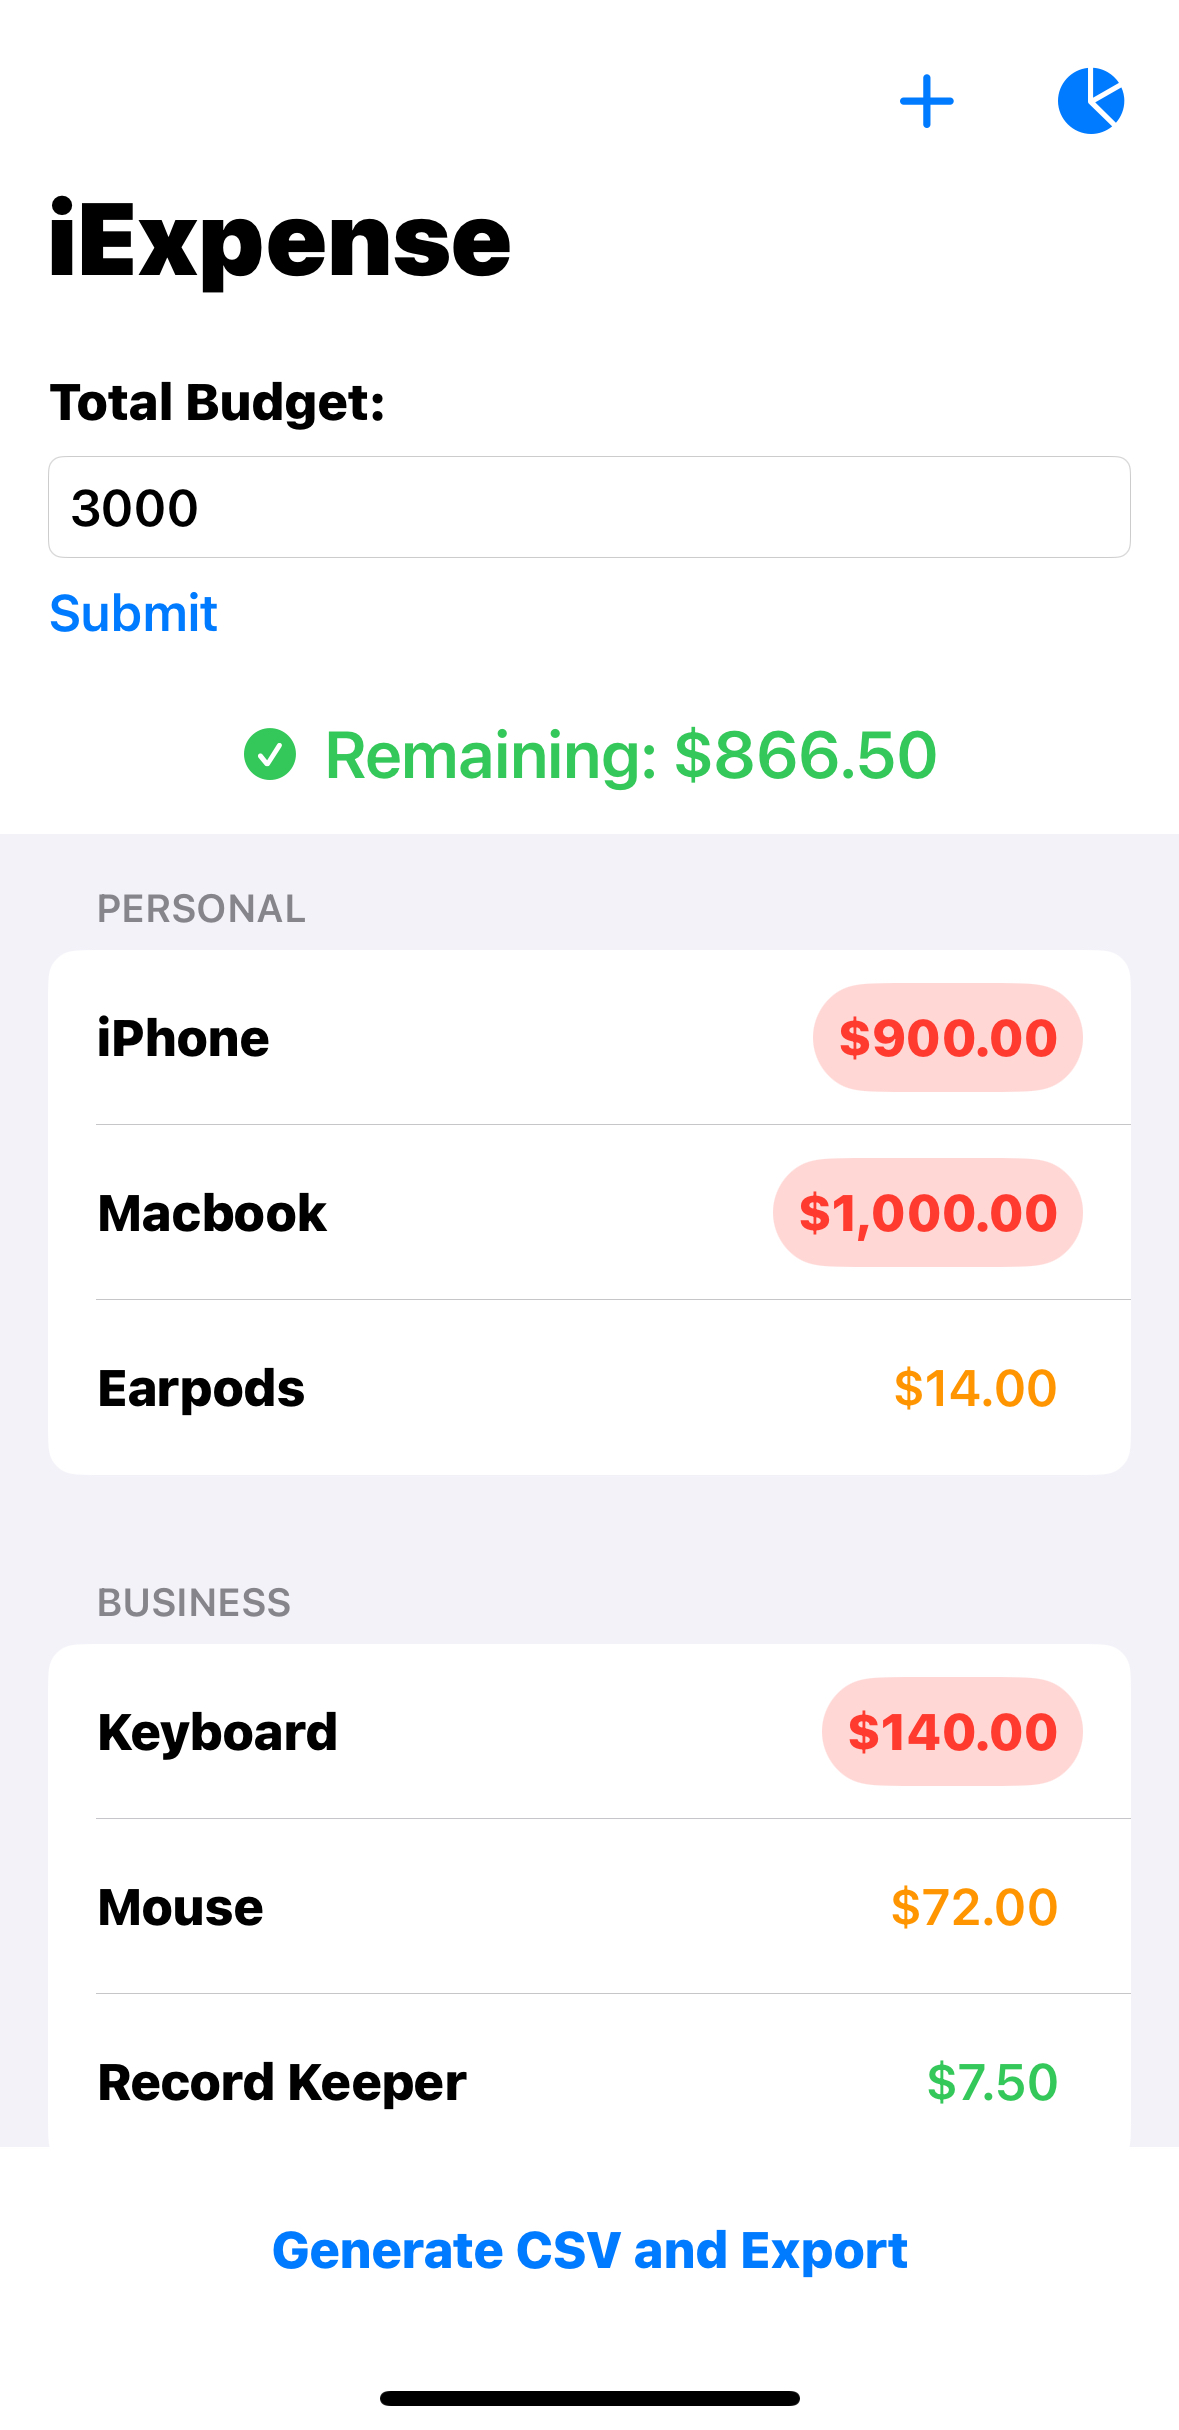 iExpense
Total Budget:
3000
Submit
Remaining: $866.50
PERSONAL
iPhone $900.00
Macbook $1,000.00
Earpods $14.00
BUSINESS
Keyboard $140.00
Mouse $72.00
Record Keeper $7.50
Generate CSV and Export